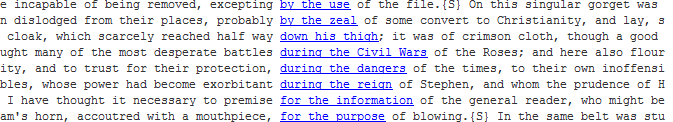 e incapable of being removed, excepting by the use of the file.{S} On this singular gorget was
n dislodged from their places, probably by the zeal of some convert to Christianity, and lay, s
cloak, which scarcely reached half way down his thigh; it was of crimson cloth, though a good
ught many of the most desperate battles during the Civil Wars of the Roses; and here also flour
ity, and to trust for their protection, during the dangers of the times, to their own inoffensi
bles, whose power had become exorbitant during the reign of Stephen, and whom the prudence of H
I have thought it necessary to premise for the information of the general reader, who might be
am's horn, accoutred with a mouthpiece, for the purpose of blowing.{S} In the same belt was stu